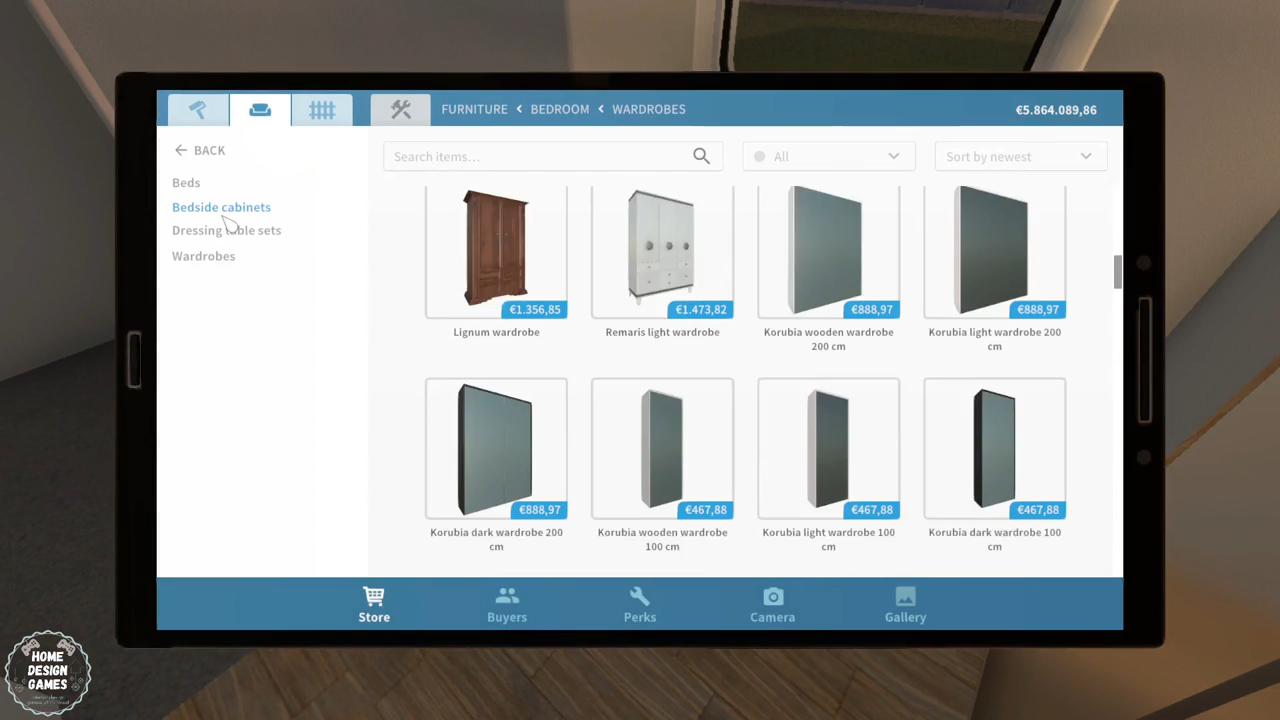 FURNITURE < BEDROOM < WARDROBES
€5.864.089,86
BACK
Search items...
All
Sort by newest
Beds
Bedside cabinets
Dressing table sets
Wardrobes
€1.356,85
€1.473,82
€888,97
€888,97
Lignum wardrobe
Remaris light wardrobe
Korubia wooden wardrobe
200 cm
Korubia light wardrobe 200
cm
€888,97
€467,88
€467,88
€467,88
Korubia dark wardrobe 200
cm
Korubia wooden wardrobe
100 cm
Korubia light wardrobe 100
cm
Korubia dark wardrobe 100
cm
Store
Buyers
Perks
Camera
Gallery
HOME
DESIGN
GAMES